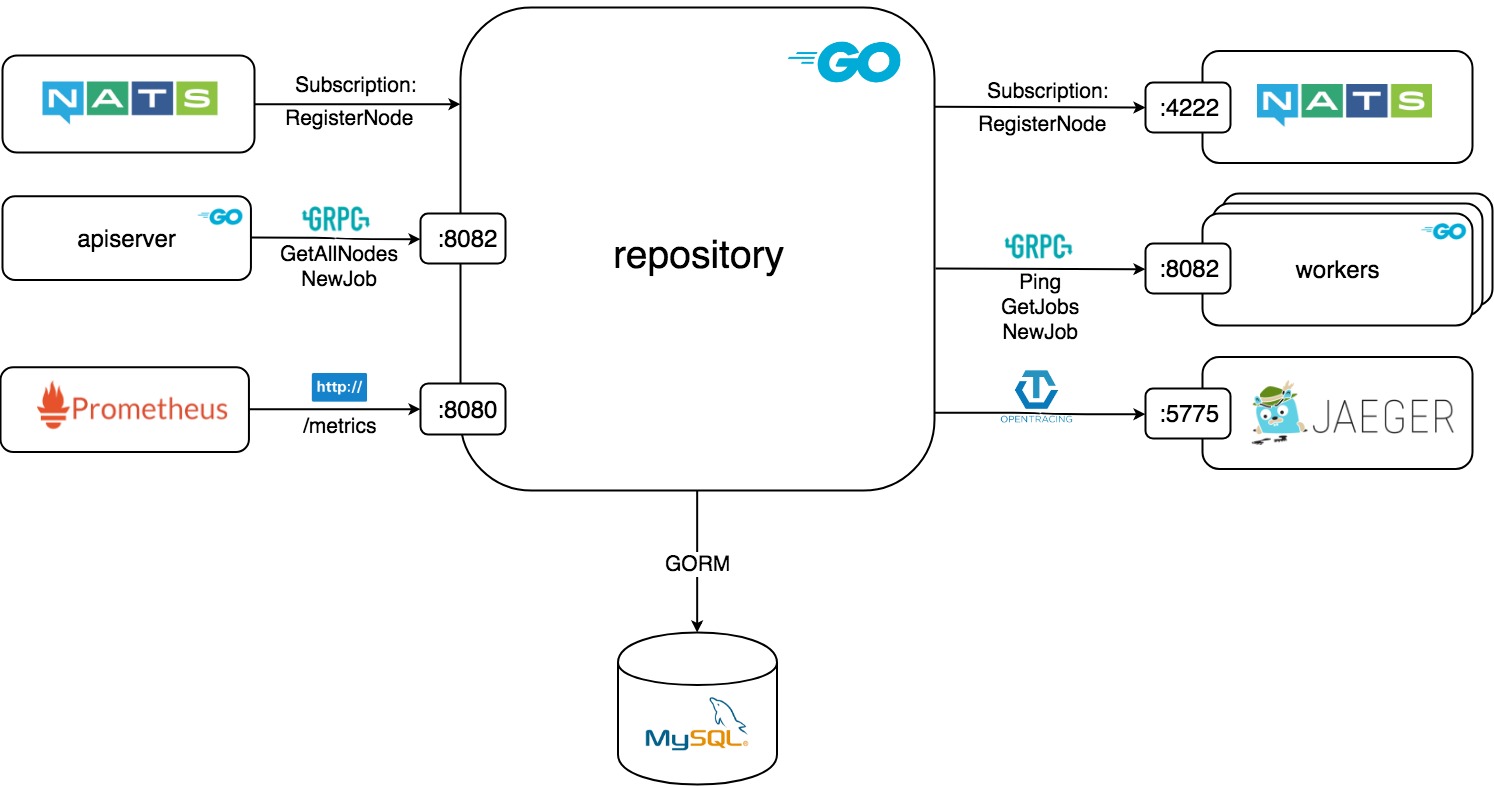 NATS
Subscription:
RegisterNode
apiserver
GO
GRPC
GetAllNodes
NewJob
:8082
Prometheus
http://
/metrics
:8080
GO
repository
Subscription:
RegisterNode
:4222
NATS
GRPC
Ping
GetJobs
NewJob
:8082
workers
GO
OPENTRACING
:5775
JAEGER
GORM
MySQL®